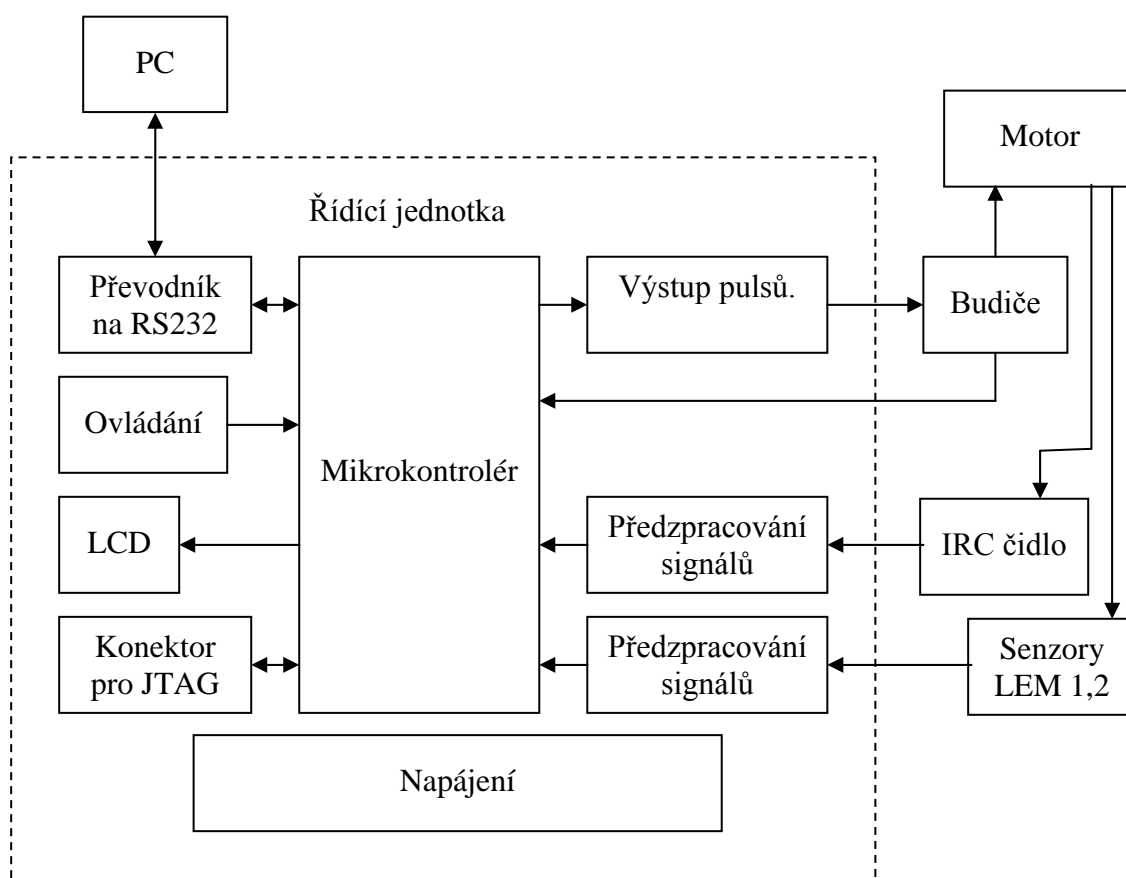 PC
Motor
Řídící jednotka
Převodník
na RS232
Výstup pulsů.
Budiče
Ovládání
Mikrokontrolér
LCD
Předzpracování
signálů
IRC čidlo
Konektor
pro JTAG
Předzpracování
signálů
Senzory
LEM 1,2
Napájení